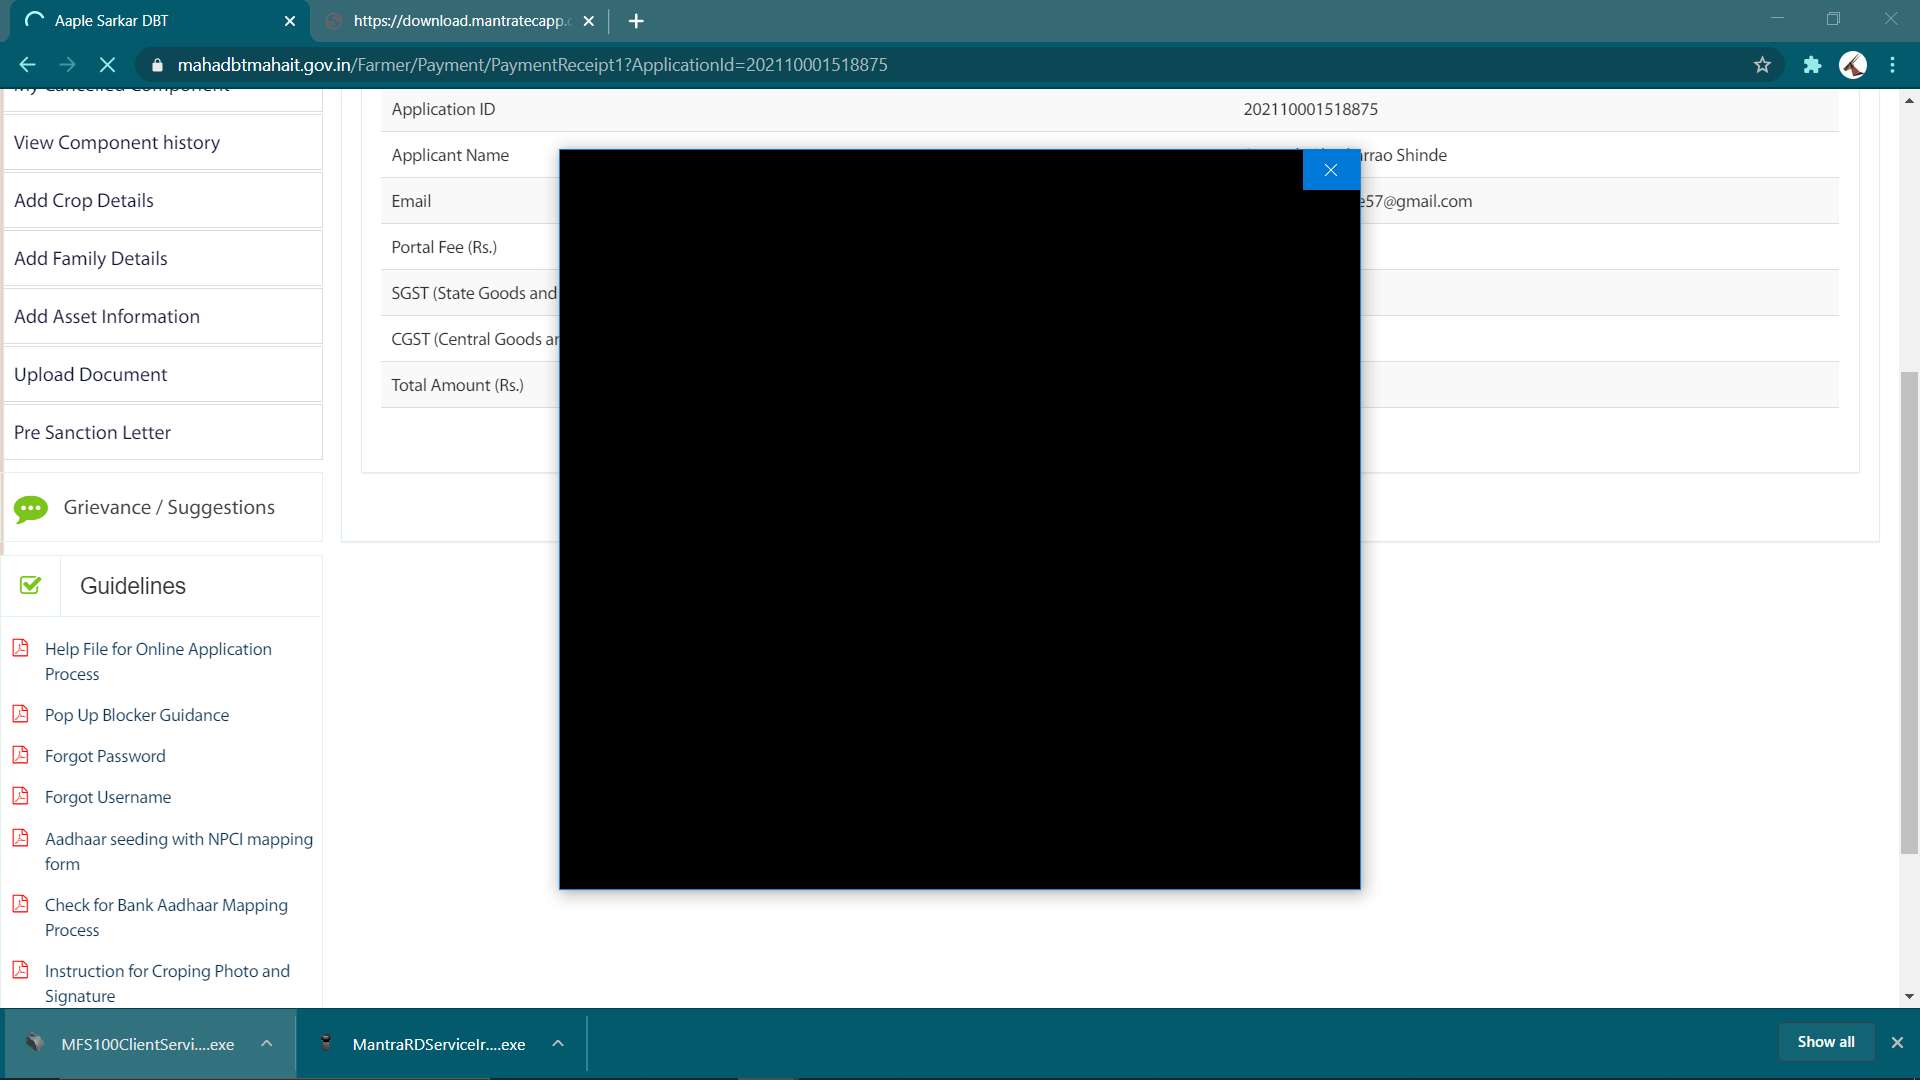 Aaple Sarkar DBT
https://download.mantratecapp.
mahadbtmahait.gov.in/Farmer/Payment/PaymentReceipt1?ApplicationId=202110001518875
My Cancelled Component
View Component history
Add Crop Details
Add Family Details
Add Asset Information
Upload Document
Pre Sanction Letter
Grievance / Suggestions
Guidelines
Help File for Online Application
Process
Pop Up Blocker Guidance
Forgot Password
Forgot Username
Aadhaar seeding with NPCI mapping
form
Check for Bank Aadhaar Mapping
Process
Instruction for Croping Photo and
Signature
Application ID 202110001518875
Applicant Name rrao Shinde
Email e57@gmail.com
Portal Fee (Rs.)
SGST (State Goods and
CGST (Central Goods ar
Total Amount (Rs.)
MFS100ClientServi....exe
MantraRDServiceIr....exe
Show all